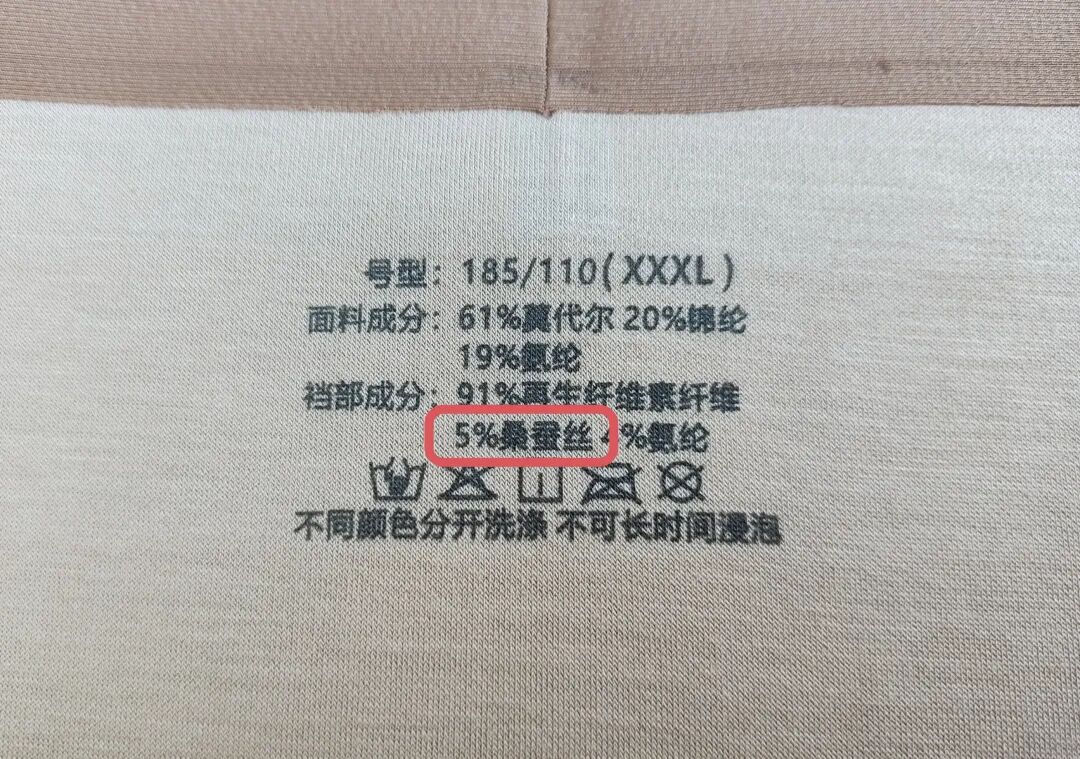 号型：185/110(XXXL)
面料成分：61%莫代尔 20%锦纶
19%氨纶
裆部成分：91%再生纤维素纤维
5%桑蚕丝 4%氨纶
不同颜色分开洗涤 不可长时间浸泡